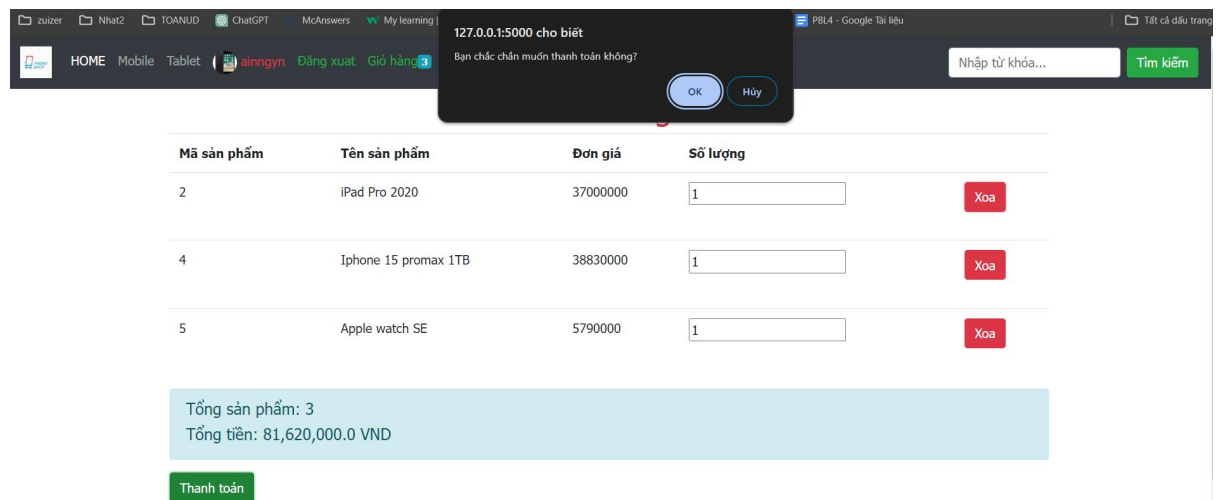 zuizer Nhat2 TOANUD ChatGPT McAnswers My learning PBL4 - Google Tài liệu Tất cả dấu trang
127.0.0.1:5000 cho biết
Bạn chắc chắn muốn thanh toán không?
OK Hủy
HOME Mobile Tablet ( ainngyn Đăng xuat Giỏ hàng 3 Nhập từ khóa... Tìm kiếm
Mã sản phẩm Tên sản phẩm Đơn giá Số lượng
2 iPad Pro 2020 37000000 1 Xoa
4 Iphone 15 promax 1TB 38830000 1 Xoa
5 Apple watch SE 5790000 1 Xoa
Tổng sản phẩm: 3
Tổng tiền: 81,620,000.0 VND
Thanh toán